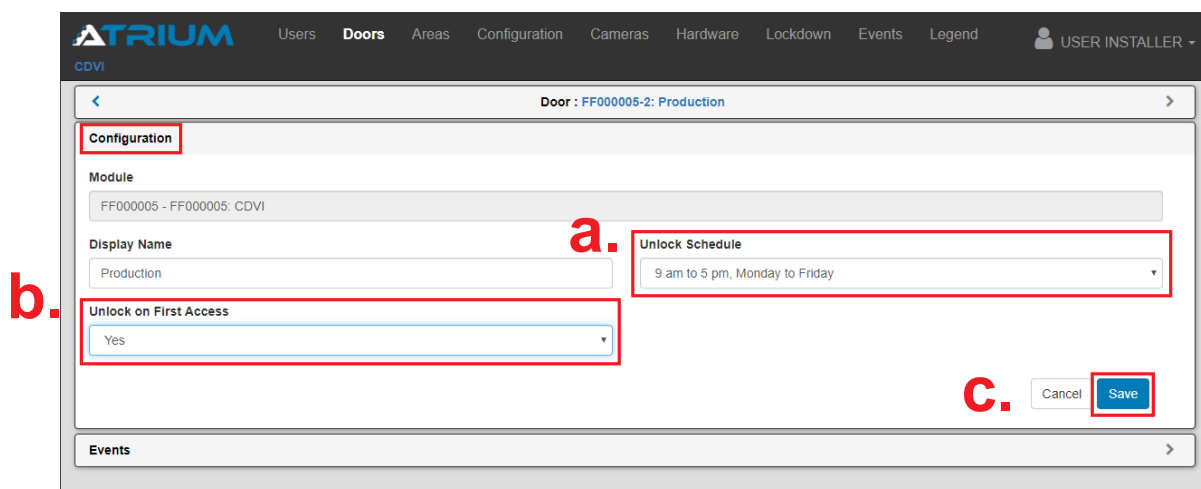 ATRIUM
Users Doors Areas Configuration Cameras Hardware Lockdown Events Legend USER INSTALLER
CDVI
Door : FF000005-2: Production
Configuration
Module
FF000005 - FF000005: CDVI
a.
Display Name Unlock Schedule
Production 9 am to 5 pm, Monday to Friday
b.
Unlock on First Access
Yes
c.
Cancel Save
Events